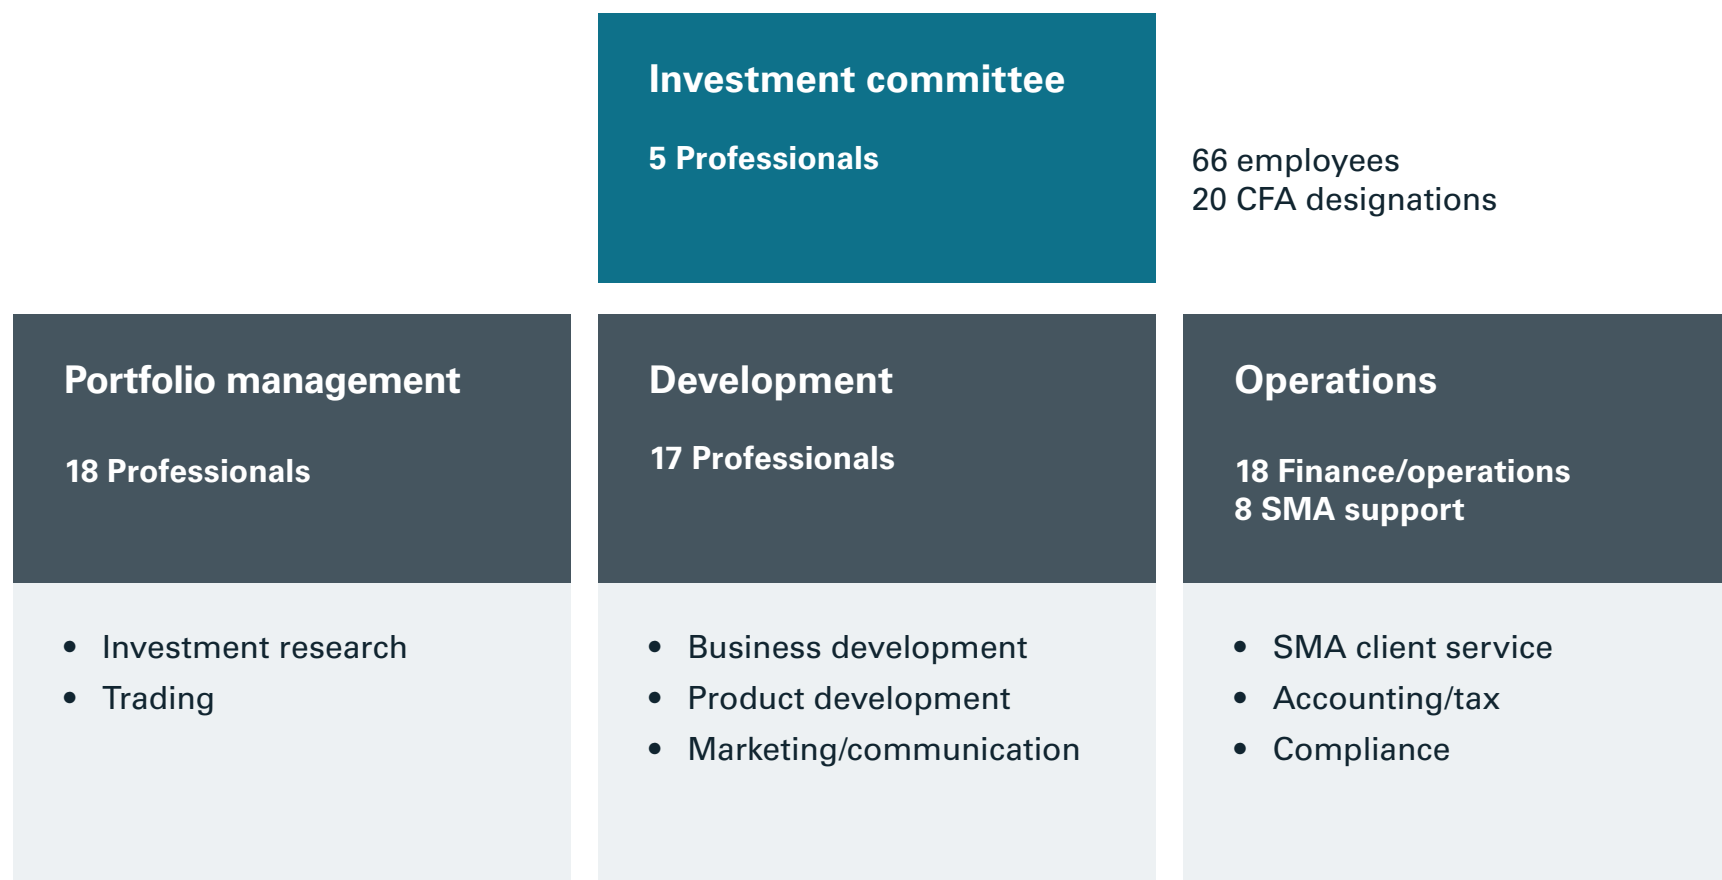 Investment committee
5 Professionals
66 employees
20 CFA designations
Portfolio management
18 Professionals
• Investment research
• Trading
Development
17 Professionals
• Business development
• Product development
• Marketing/communication
Operations
18 Finance/operations
8 SMA support
• SMA client service
• Accounting/tax
• Compliance